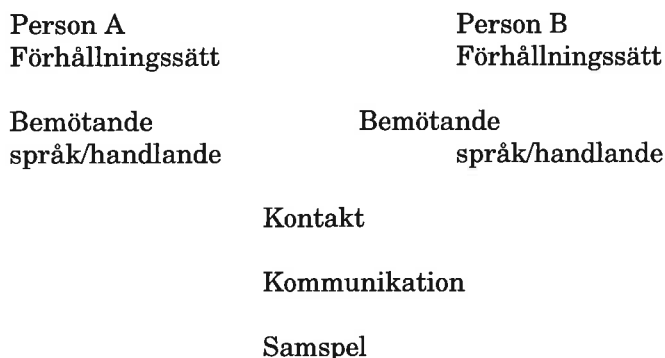 Person A Person B
Förhållningssätt Förhållningssätt
Bemötande Bemötande
språk/handlande språk/handlande
Kontakt
Kommunikation
Samspel